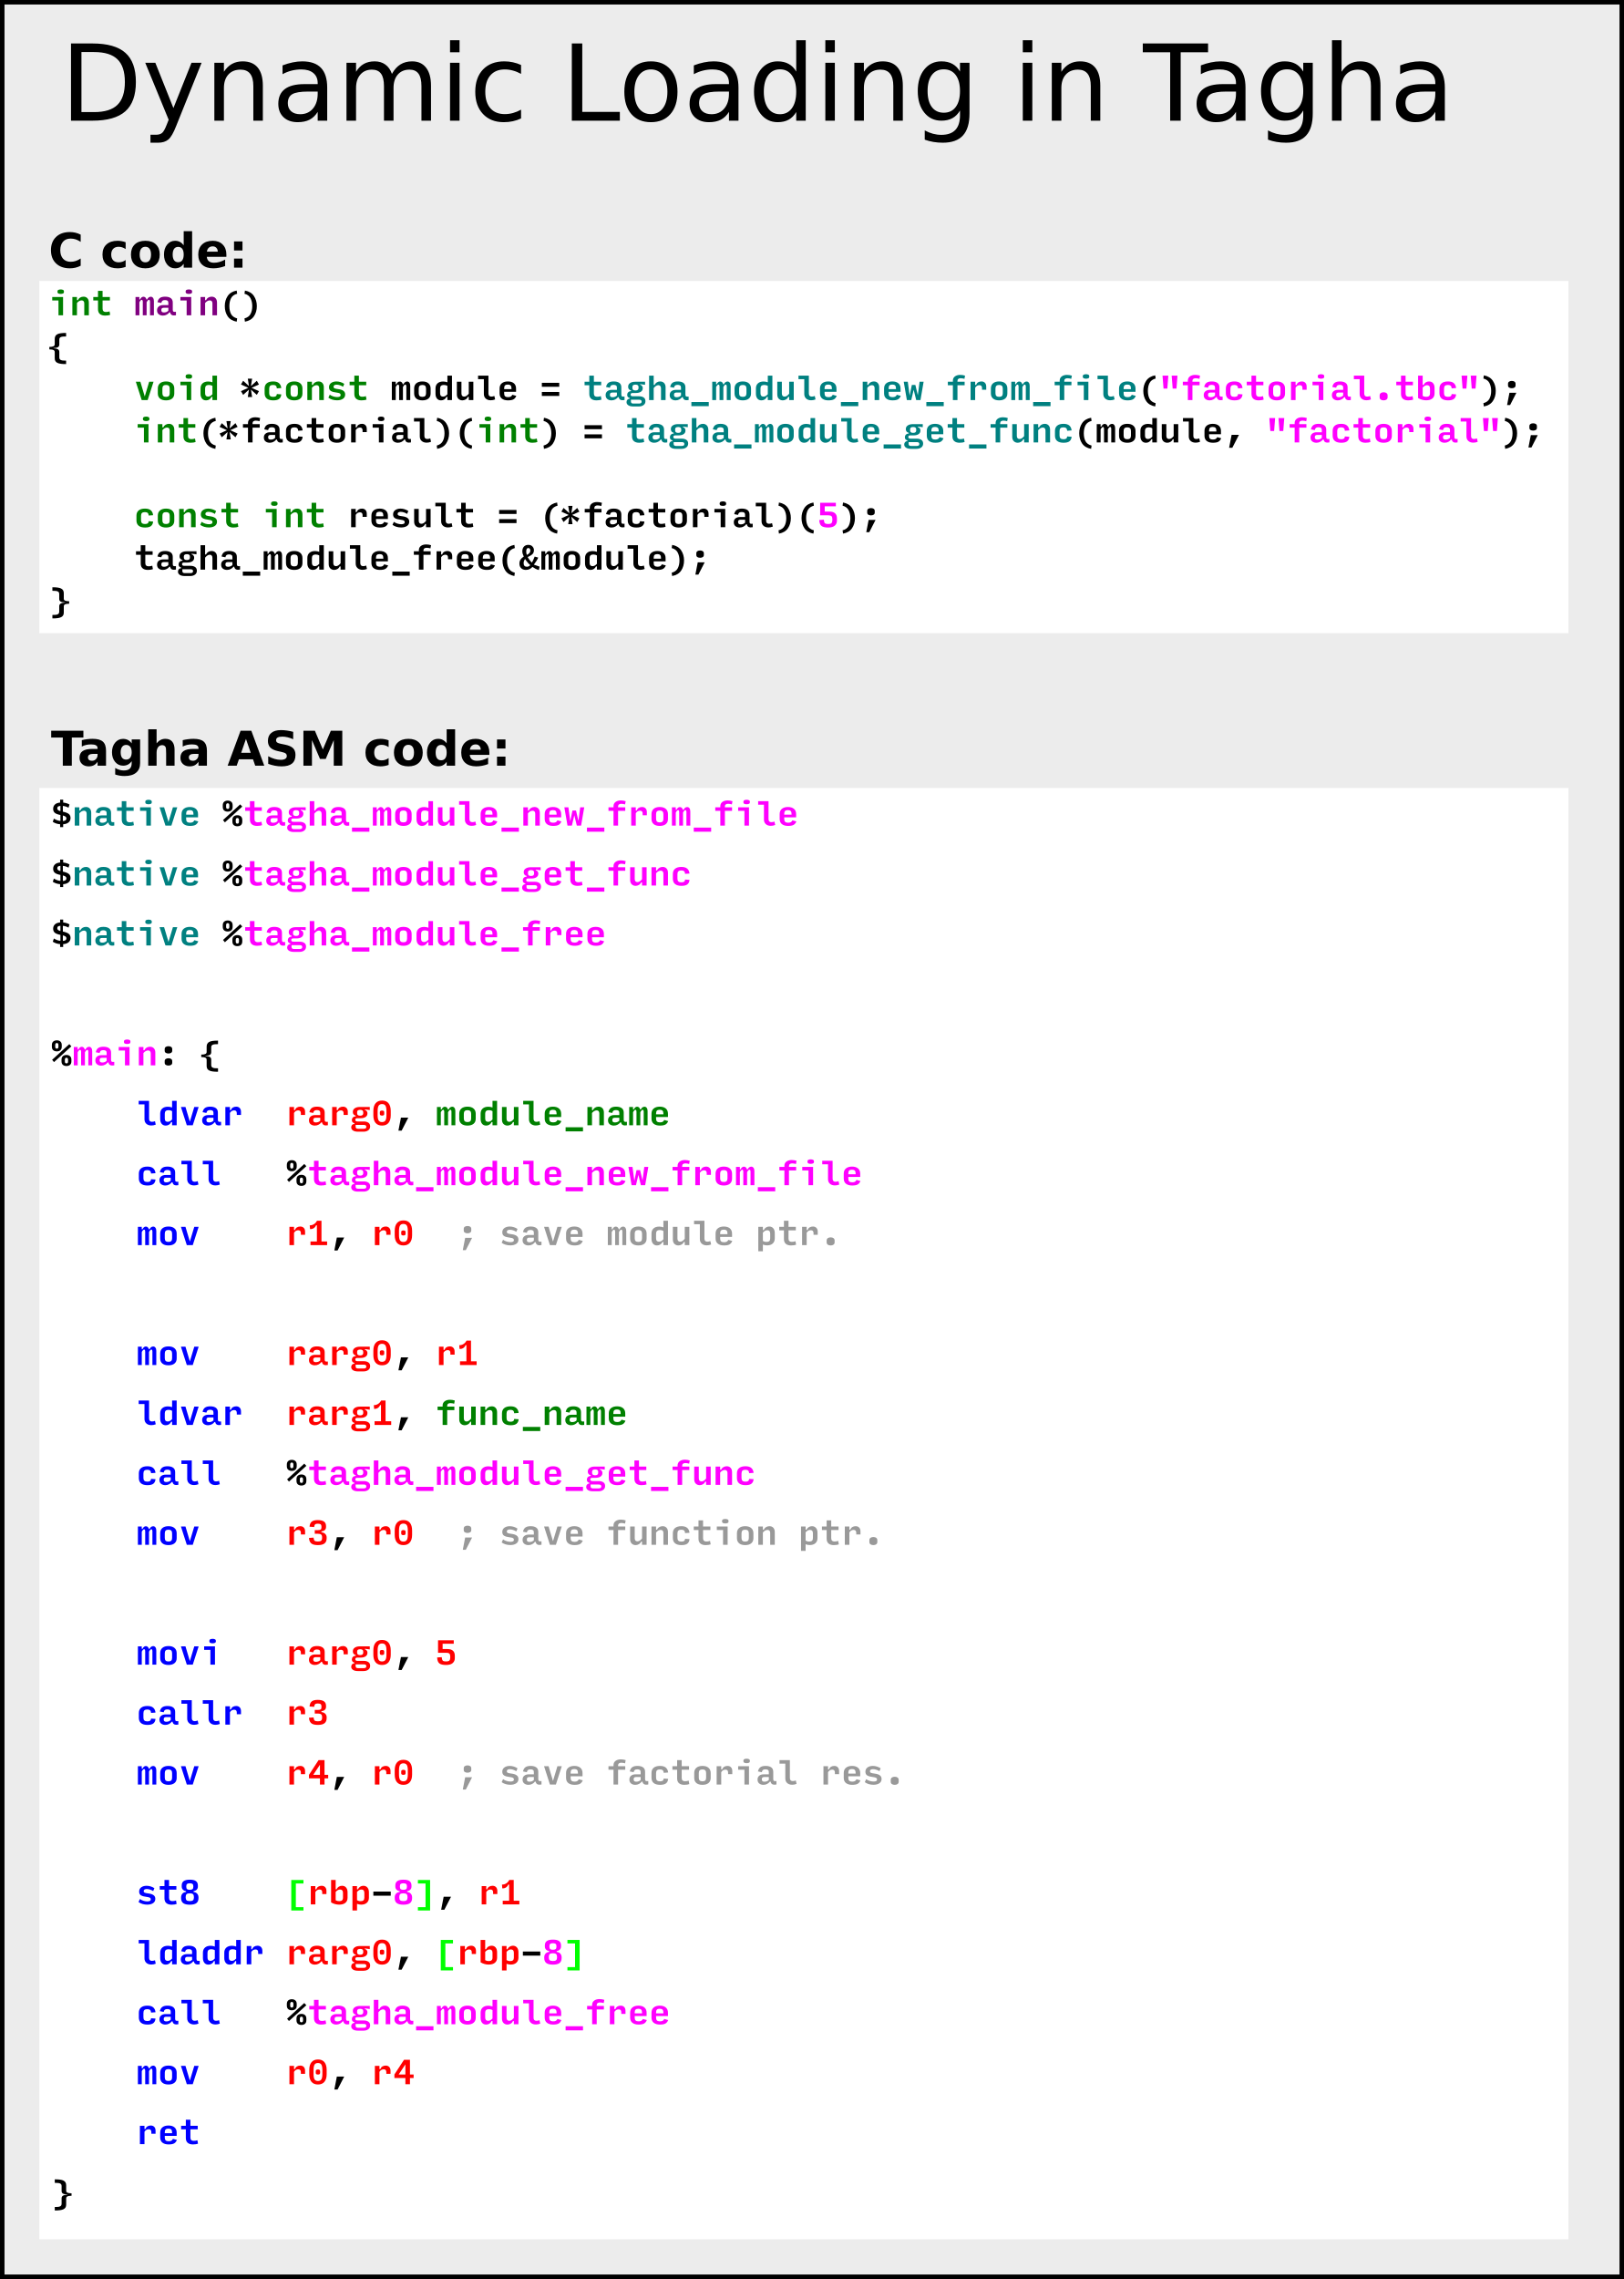 Dynamic Loading in Tagha
C code:
int main()
{
    void *const module = tagha_module_new_from_file("factorial.tbc");
    int(*factorial)(int) = tagha_module_get_func(module, "factorial");
    const int result = (*factorial)(5);
    tagha_module_free(&module);
}
Tagha ASM code:
$native %tagha_module_new_from_file
$native %tagha_module_get_func
$native %tagha_module_free
%main: {
    ldvar  rarg0, module_name
    call   %tagha_module_new_from_file
    mov    r1, r0  ; save module ptr.
    mov    rarg0, r1
    ldvar  rarg1, func_name
    call   %tagha_module_get_func
    mov    r3, r0  ; save function ptr.
    movi   rarg0, 5
    callr  r3
    mov    r4, r0  ; save factorial res.
    st8    [rbp-8], r1
    ldaddr rarg0, [rbp-8]
    call   %tagha_module_free
    mov    r0, r4
    ret
}